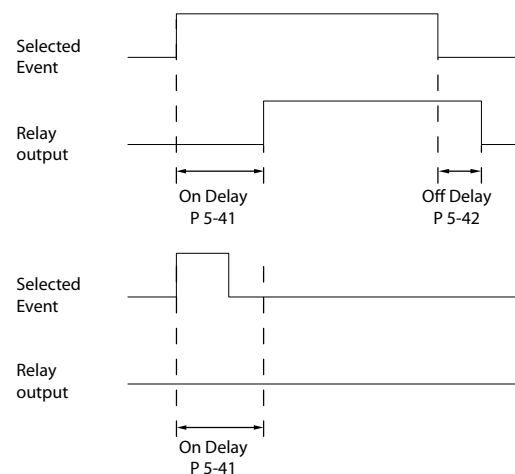 Selected
Event
Relay
output
On Delay
P 5-41
Off Delay
P 5-42
Selected
Event
Relay
output
On Delay
P 5-41